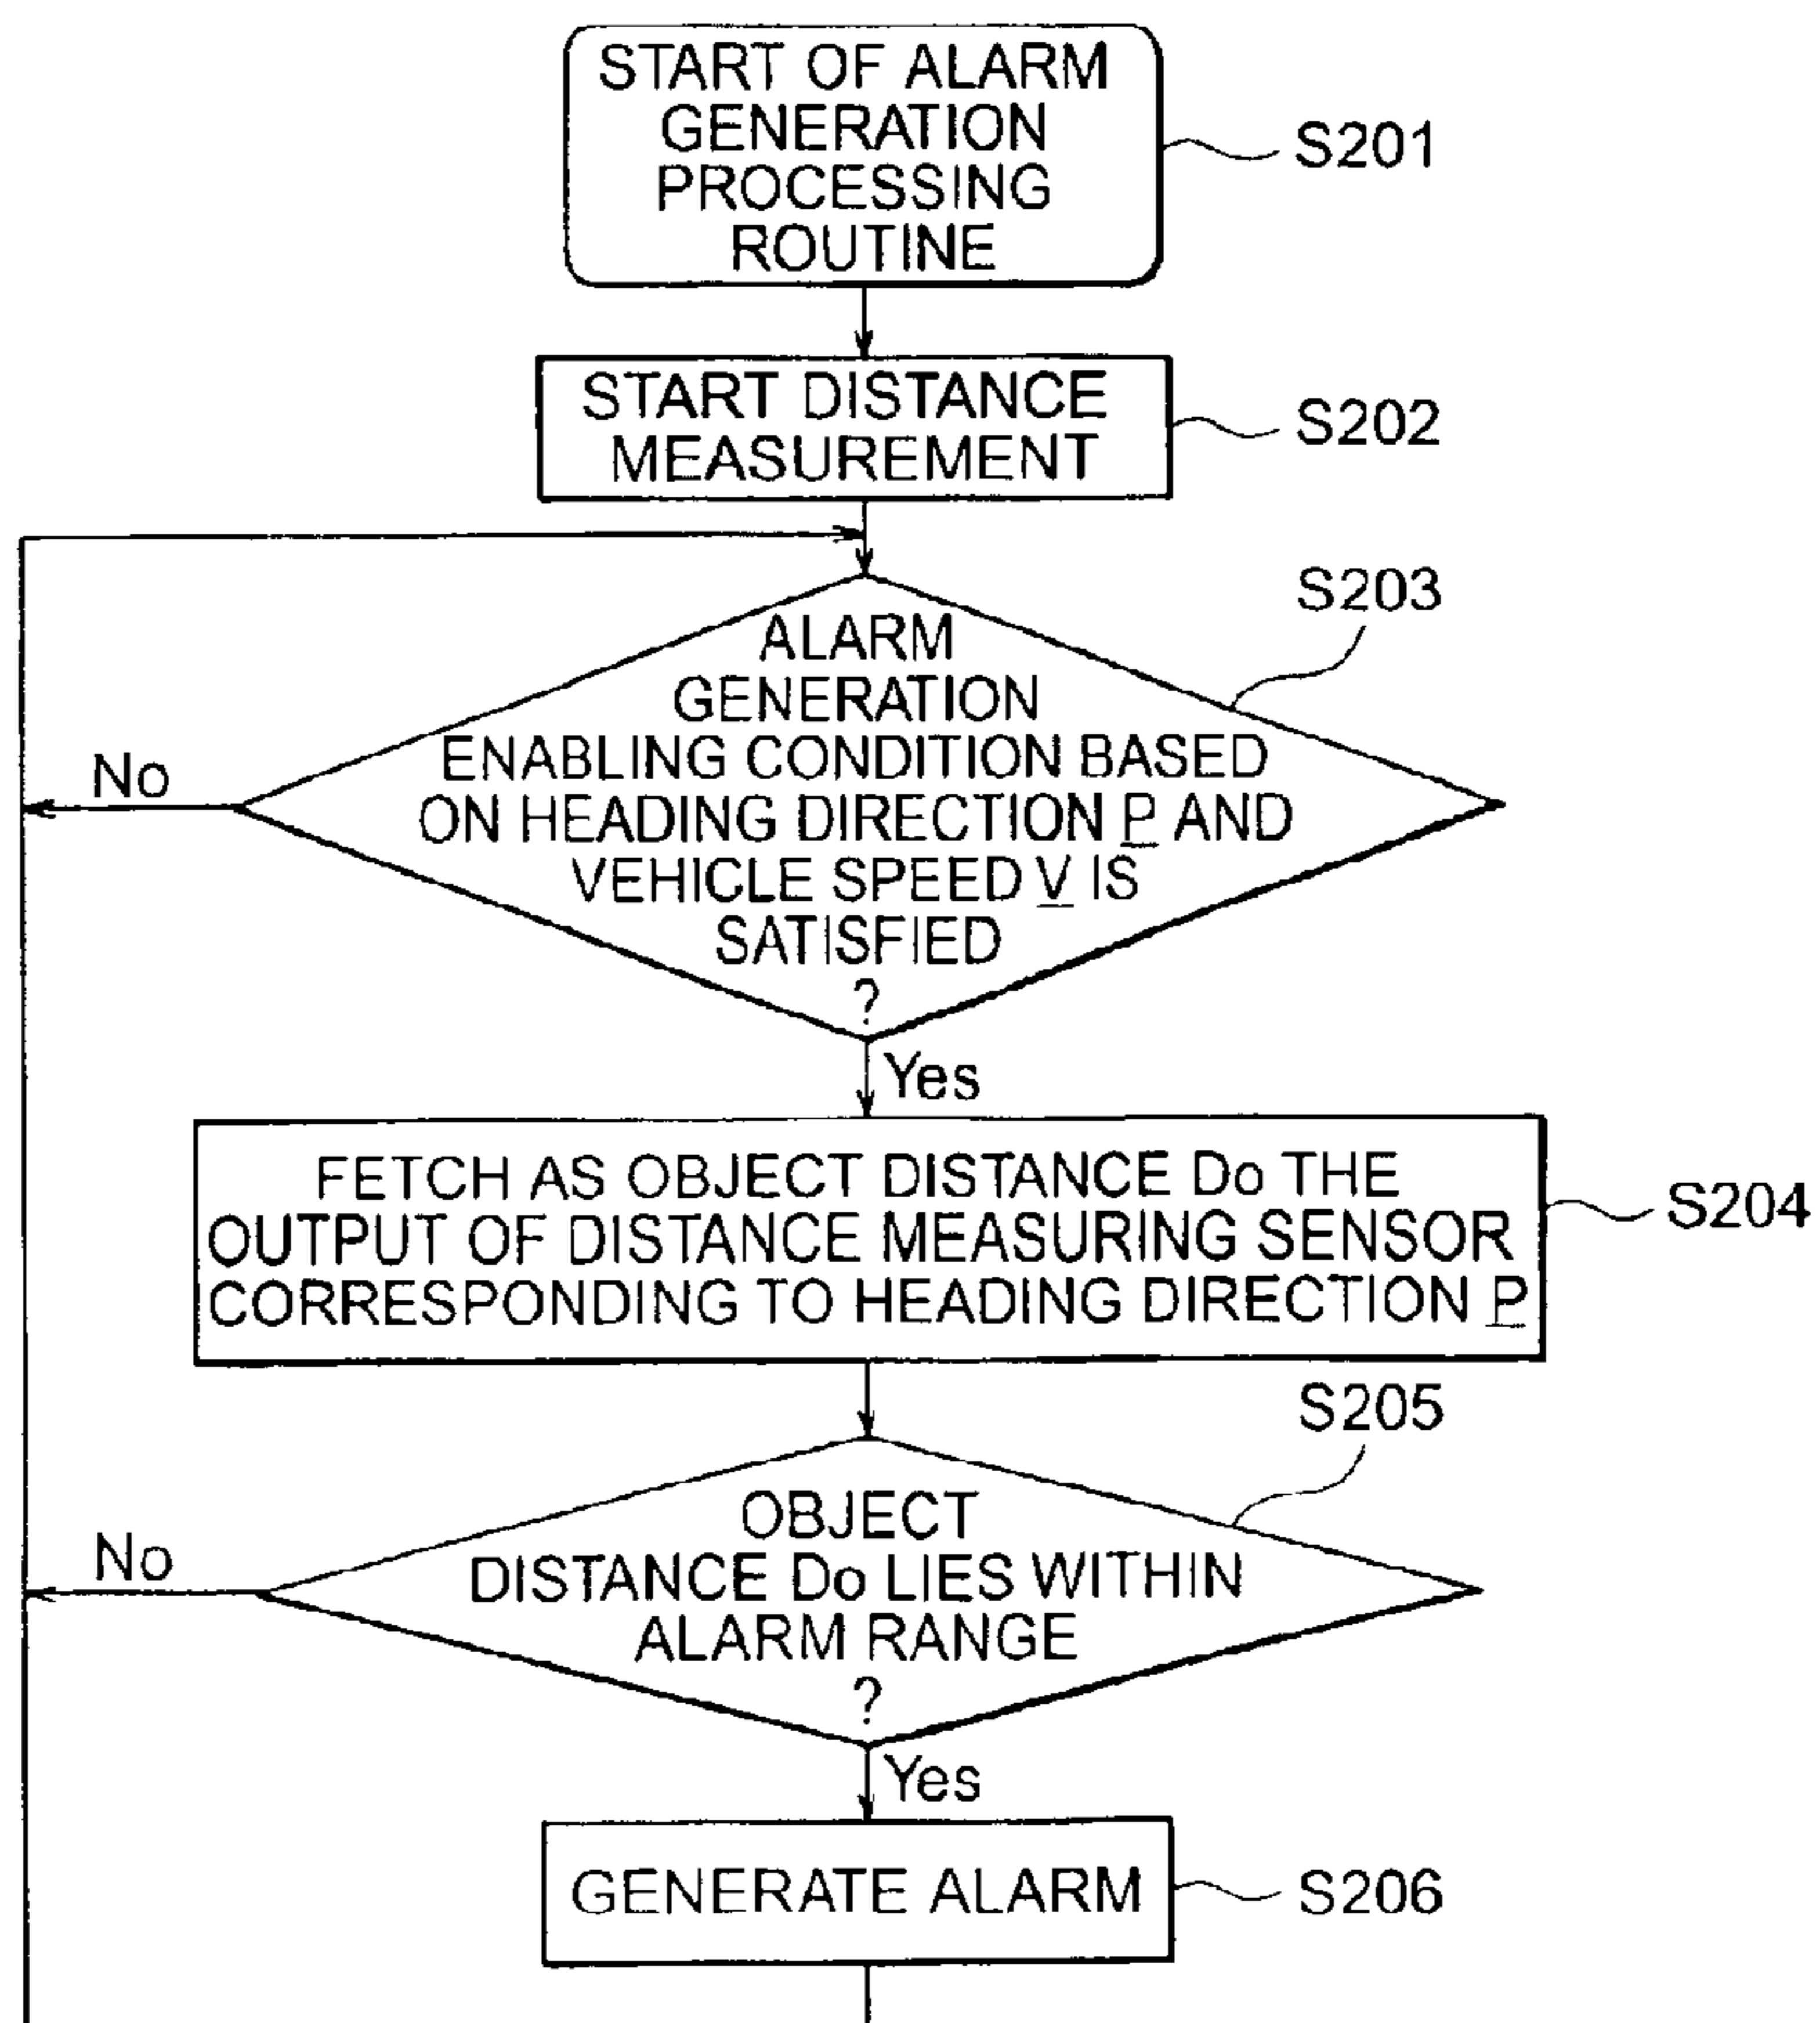 START OF ALARM
GENERATION
PROCESSING
ROUTINE
S201
START DISTANCE
MEASUREMENT
S202
S203
ALARM
GENERATION
ENABLING CONDITION BASED
ON HEADING DIRECTION P AND
VEHICLE SPEED V IS
SATISFIED
?
No
Yes
FETCH AS OBJECT DISTANCE Do THE
OUTPUT OF DISTANCE MEASURING SENSOR
CORRESPONDING TO HEADING DIRECTION P
S204
S205
OBJECT
DISTANCE Do LIES WITHIN
ALARM RANGE
?
No
Yes
GENERATE ALARM
S206